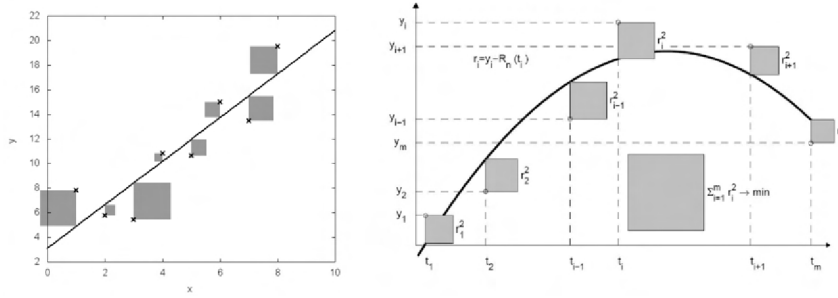 22
20
18
16
14
12
10
8
6
4
2
y
0 2 4 6 8 10
x
y_i
y_{i+1}
y_{i−1}
y_m
y_2
y_1
r_i=y_i−R_n (t_i)
r_i^2
r_{i+1}^2
r_{i−1}^2
r_2^2
r_1^2
Σ_{i=1}^m r_i^2 → min
t_1 t_2 t_{i−1} t_i t_{i+1} t_m